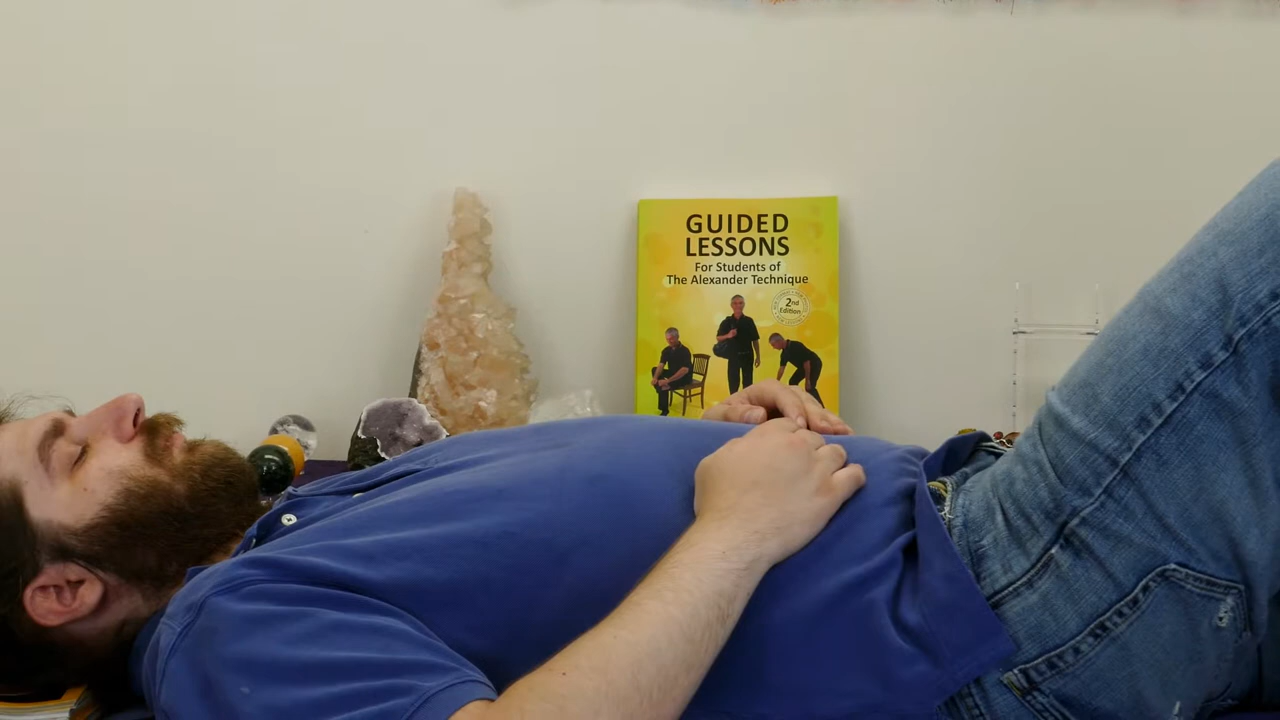 GUIDED
LESSONS
For Students of
The Alexander Technique
2nd
Edition